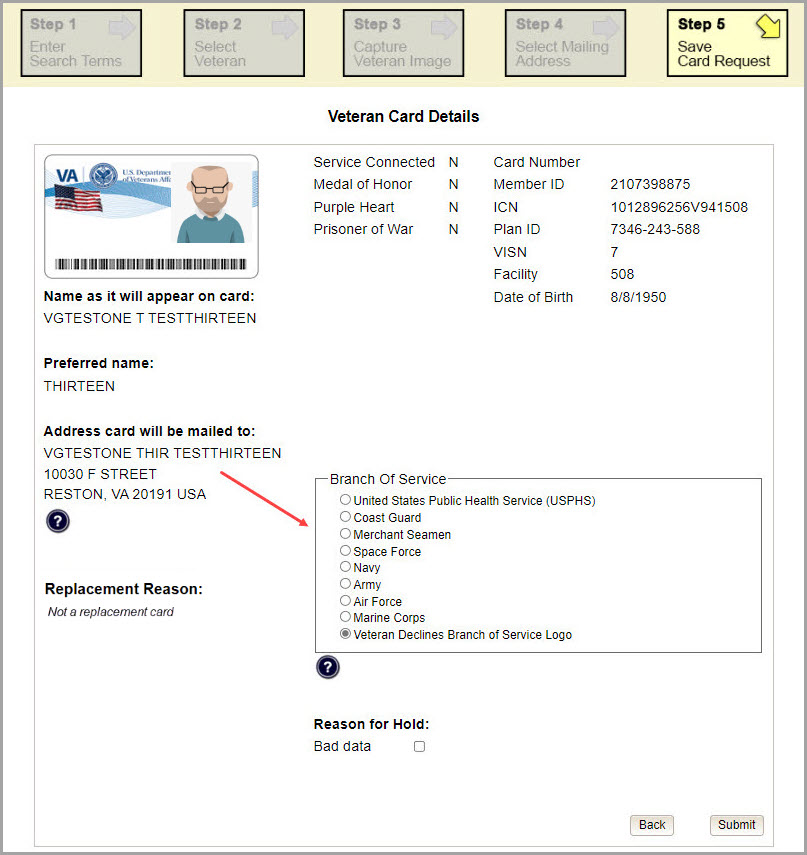 Step 1
Enter
Search Terms
Step 2
Select
Veteran
Step 3
Capture
Veteran Image
Step 4
Select Mailing
Address
Step 5
Save
Card Request
Veteran Card Details
VA U.S. Department
of Veterans Affa
Name as it will appear on card:
VGTESTONE T TESTTHIRTEEN
Preferred name:
THIRTEEN
Address card will be mailed to:
VGTESTONE THIR TESTTHIRTEEN
10030 F STREET
RESTON, VA 20191 USA
?
Replacement Reason:
Not a replacement card
Service Connected N
Medal of Honor N
Purple Heart N
Prisoner of War N
Card Number
Member ID 2107398875
ICN 1012896256V941508
Plan ID 7346-243-588
VISN 7
Facility 508
Date of Birth 8/8/1950
Branch Of Service
United States Public Health Service (USPHS)
Coast Guard
Merchant Seamen
Space Force
Navy
Army
Air Force
Marine Corps
Veteran Declines Branch of Service Logo
?
Reason for Hold:
Bad data
Back Submit